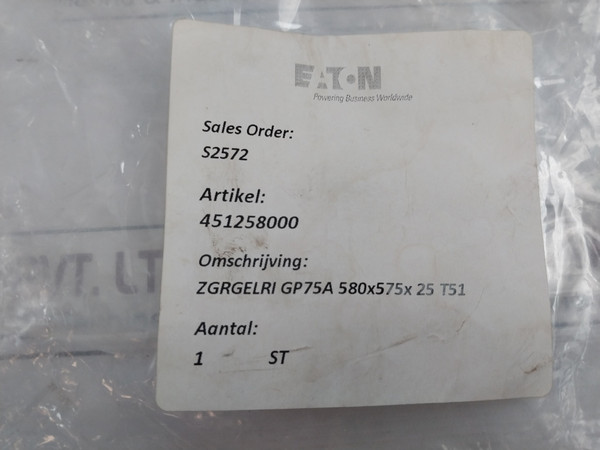 EATON
Powering Business Worldwide
Sales Order:
S2572
Artikel:
451258000
Omschrijving:
ZGRGELRI GP75A 580x575x 25 T51
Aantal:
1 ST